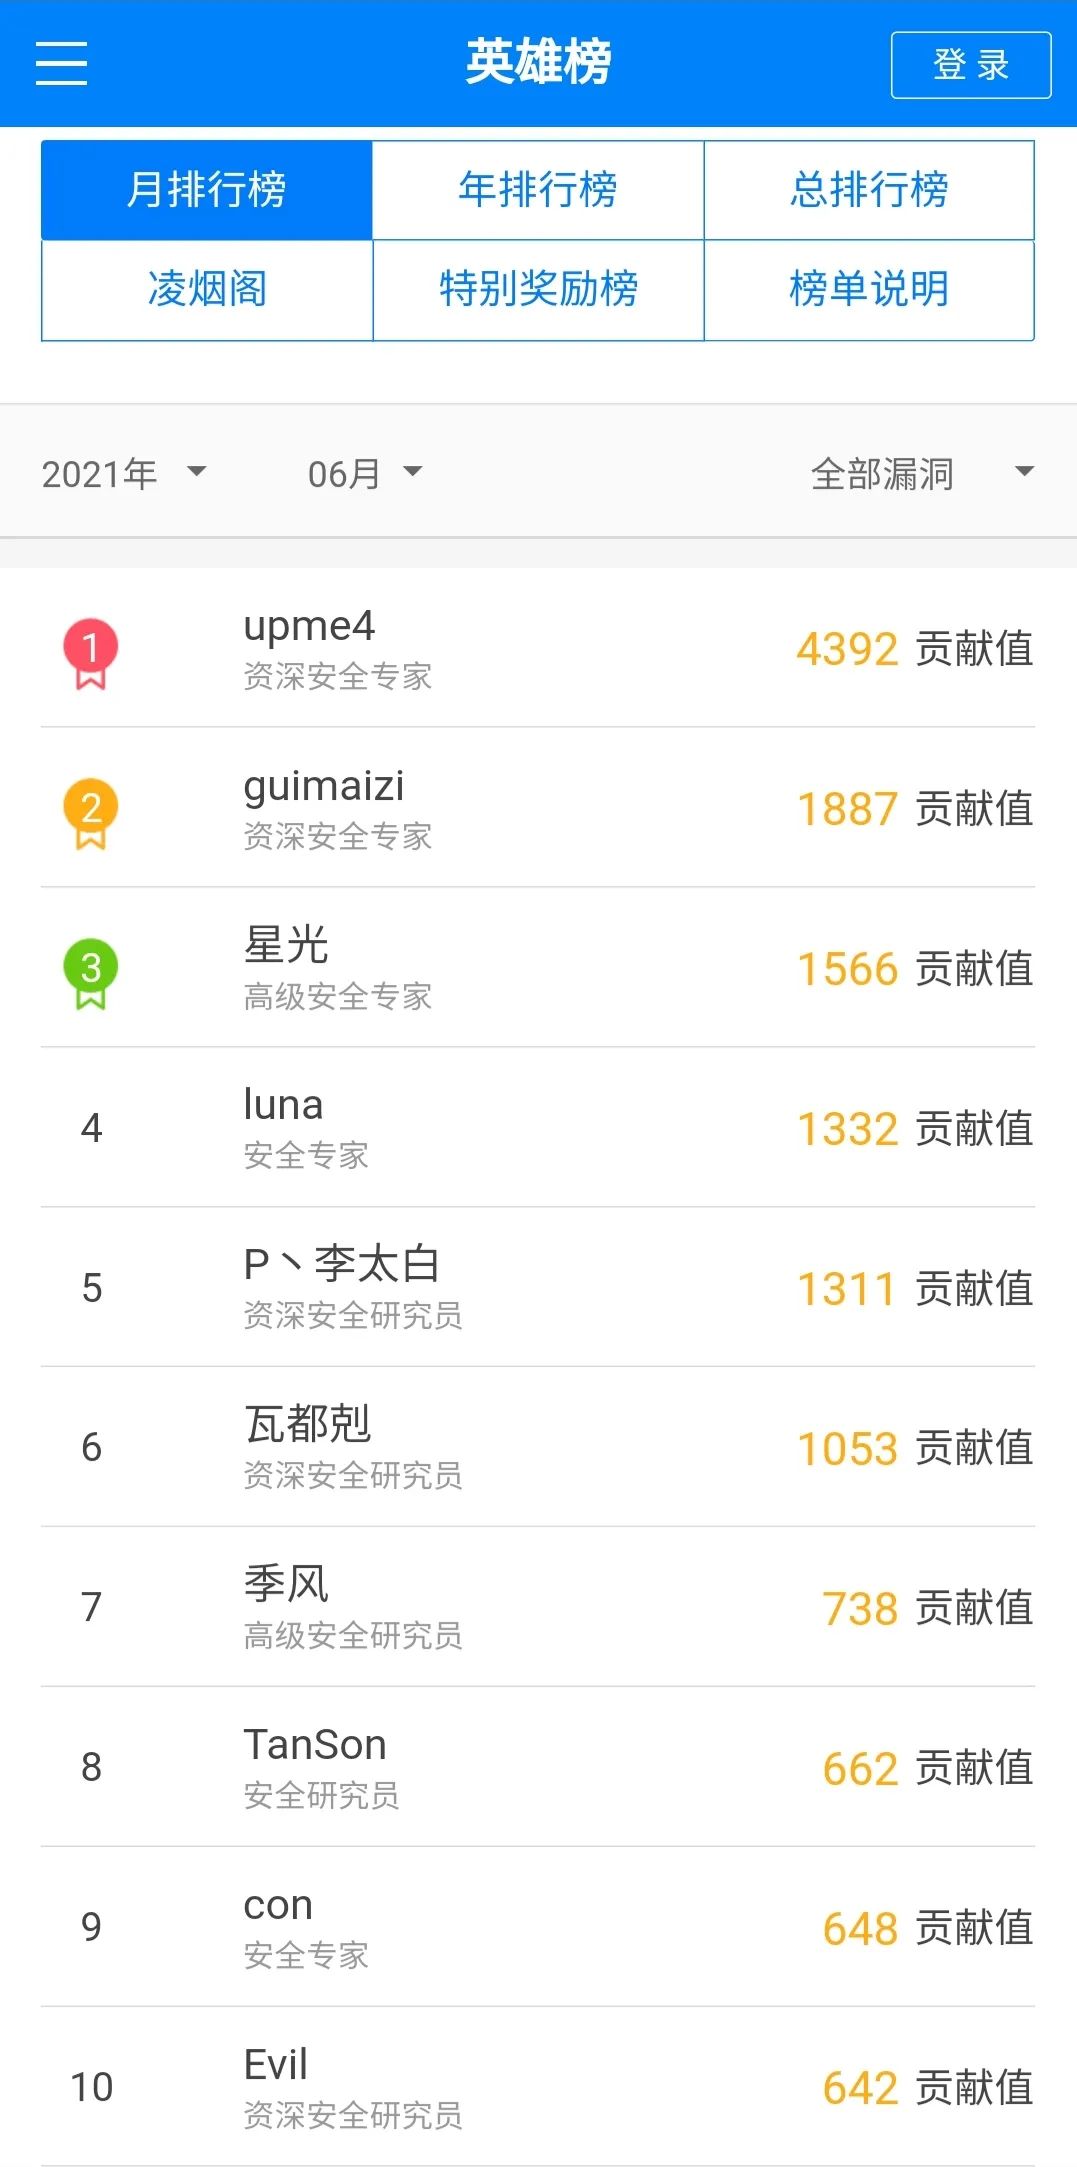 英雄榜
登 录
月排行榜 年排行榜 总排行榜
凌烟阁 特别奖励榜 榜单说明
2021年 06月 全部漏洞
1 upme4 4392 贡献值
资深安全专家
2 guimaizi 1887 贡献值
资深安全专家
3 星光 1566 贡献值
高级安全专家
4 luna 1332 贡献值
安全专家
5 P丶李太白 1311 贡献值
资深安全研究员
6 瓦都剋 1053 贡献值
资深安全研究员
7 季风 738 贡献值
高级安全研究员
8 TanSon 662 贡献值
安全研究员
9 con 648 贡献值
安全专家
10 Evil 642 贡献值
资深安全研究员